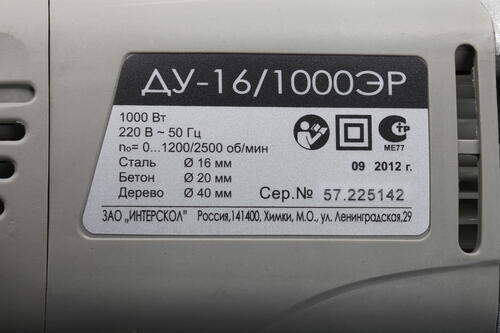 ДУ-16/1000ЭР
1000 Вт
220 В ~ 50 Гц
n₀= 0...1200/2500 об/мин
Сталь Ø 16 мм
Бетон Ø 20 мм
Дерево Ø 40 мм
РСТ
МЕ77
09 2012 г.
Сер.№ 57.225142
ЗАО „ИНТЕРСКОЛ" Россия,141400, Химки, М.О., ул. Ленинградская,29